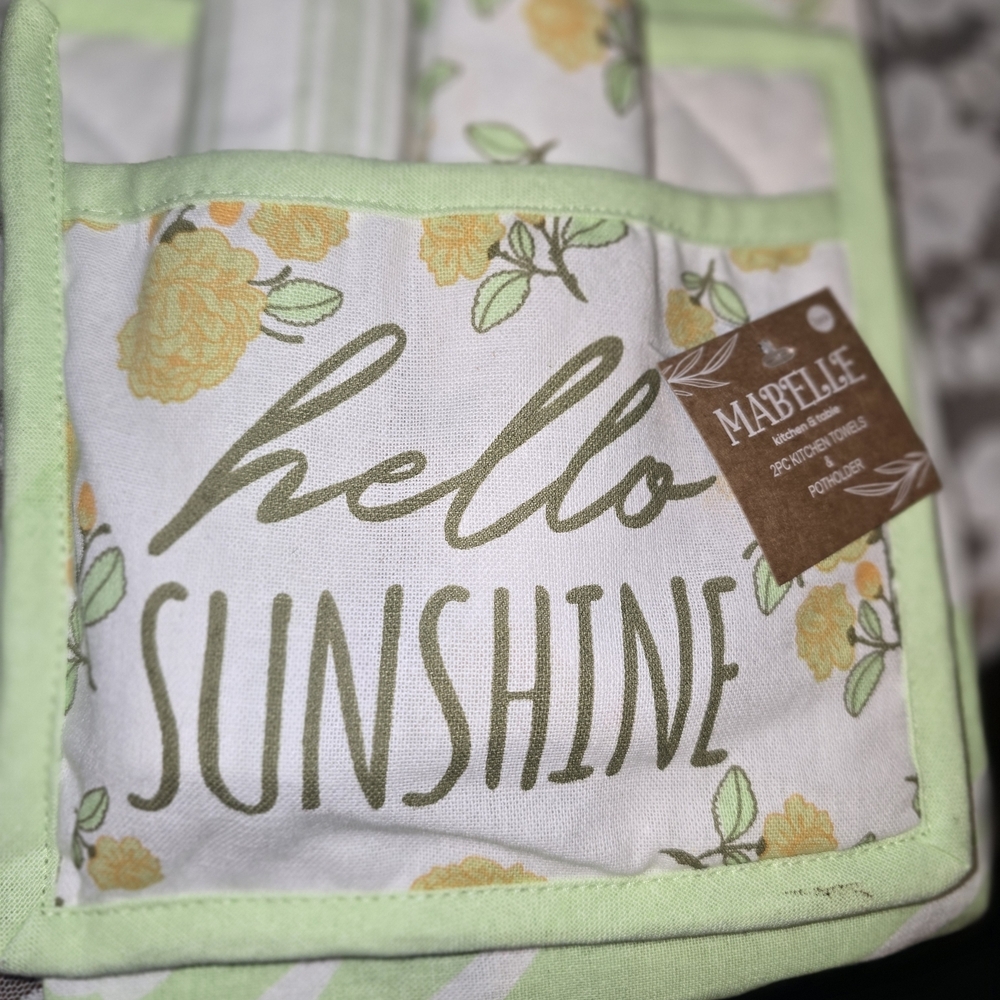 hello
SUNSHINE
MABELLE
kitchen & table
2PC KITCHEN TOWELS
&
POTHOLDER